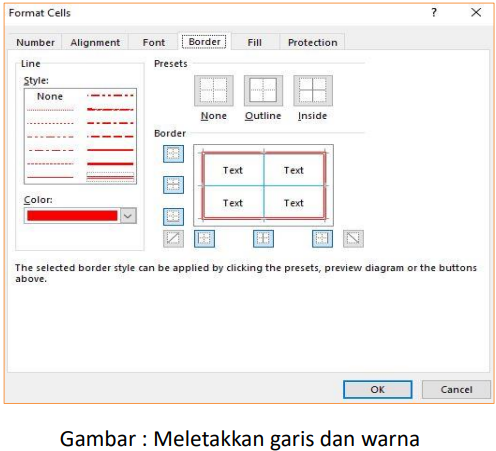 Format Cells ? ×
Number Alignment Font Border Fill Protection
Line
Style:
None
Color:
Presets
None Outline Inside
Border
Text Text
Text Text
The selected border style can be applied by clicking the presets, preview diagram or the buttons
above.
OK Cancel
Gambar : Meletakkan garis dan warna